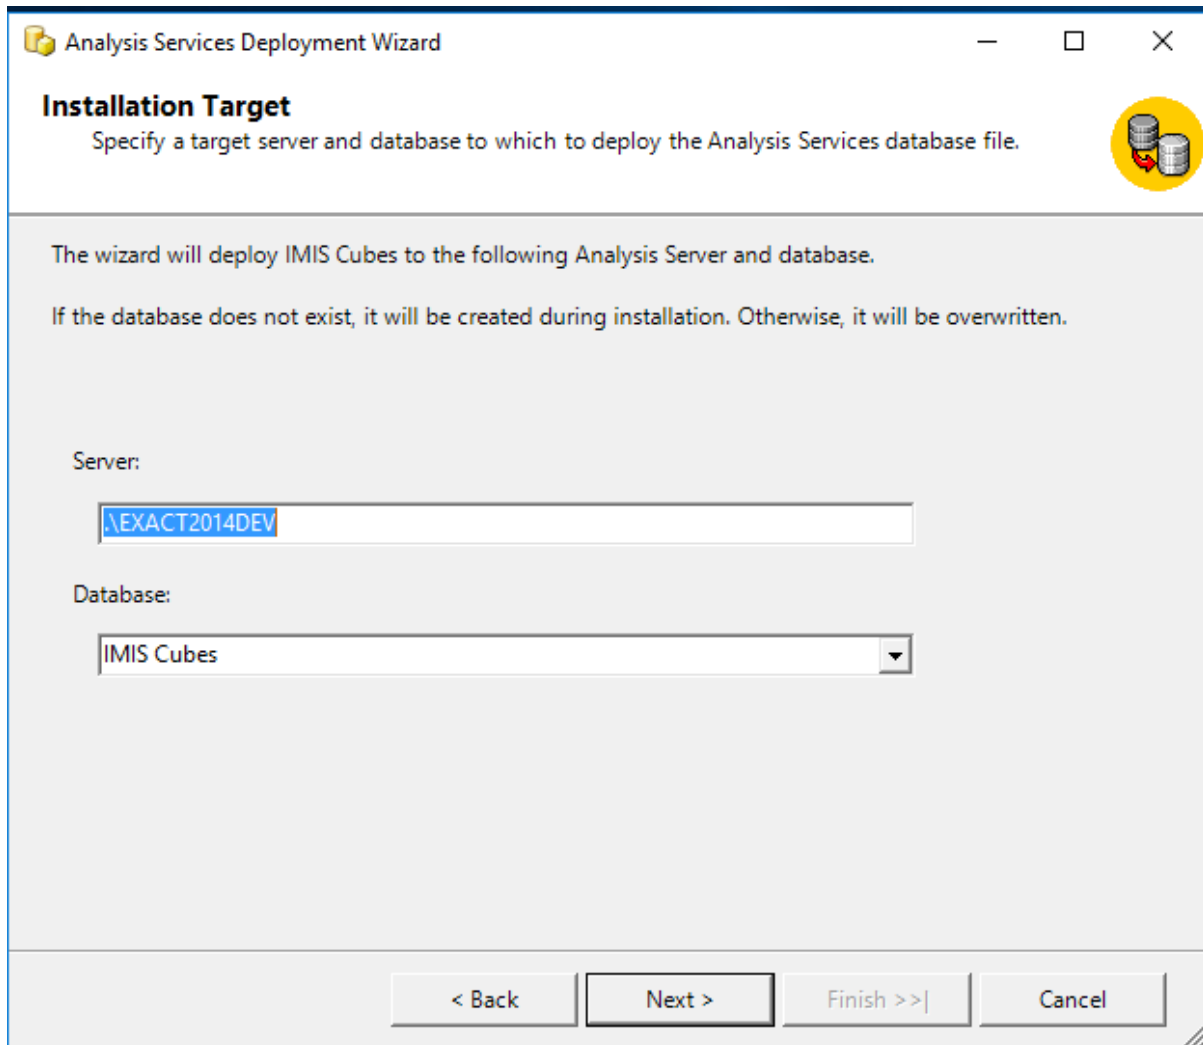 Analysis Services Deployment Wizard
Installation Target
Specify a target server and database to which to deploy the Analysis Services database file.
The wizard will deploy IMIS Cubes to the following Analysis Server and database.
If the database does not exist, it will be created during installation. Otherwise, it will be overwritten.
Server:
.\EXACT2014DEV
Database:
IMIS Cubes
< Back Next > Finish >>| Cancel